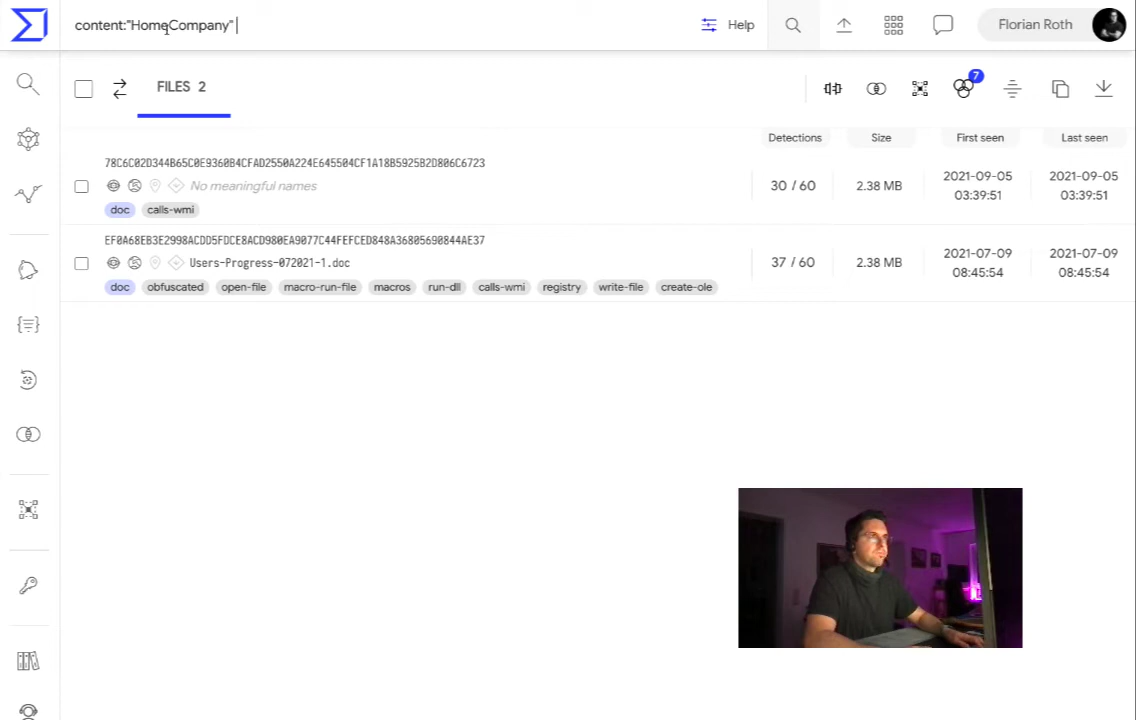 content:"HomeCompany"
Help
Florian Roth
FILES 2
7
Detections
Size
First seen
Last seen
78C6C02D344B65C0E9360B4CFAD2550A224E645504CF1A18B5925B2D806C6723
No meaningful names
30 / 60
2.38 MB
2021-09-05
03:39:51
2021-09-05
03:39:51
doc
calls-wmi
EF0A68EB3E2998ACDD5FDCE8ACD980EA9077C44FEFCED848A36805690844AE37
Users-Progress-072021-1.doc
37 / 60
2.38 MB
2021-07-09
08:45:54
2021-07-09
08:45:54
doc
obfuscated
open-file
macro-run-file
macros
run-dll
calls-wmi
registry
write-file
create-ole